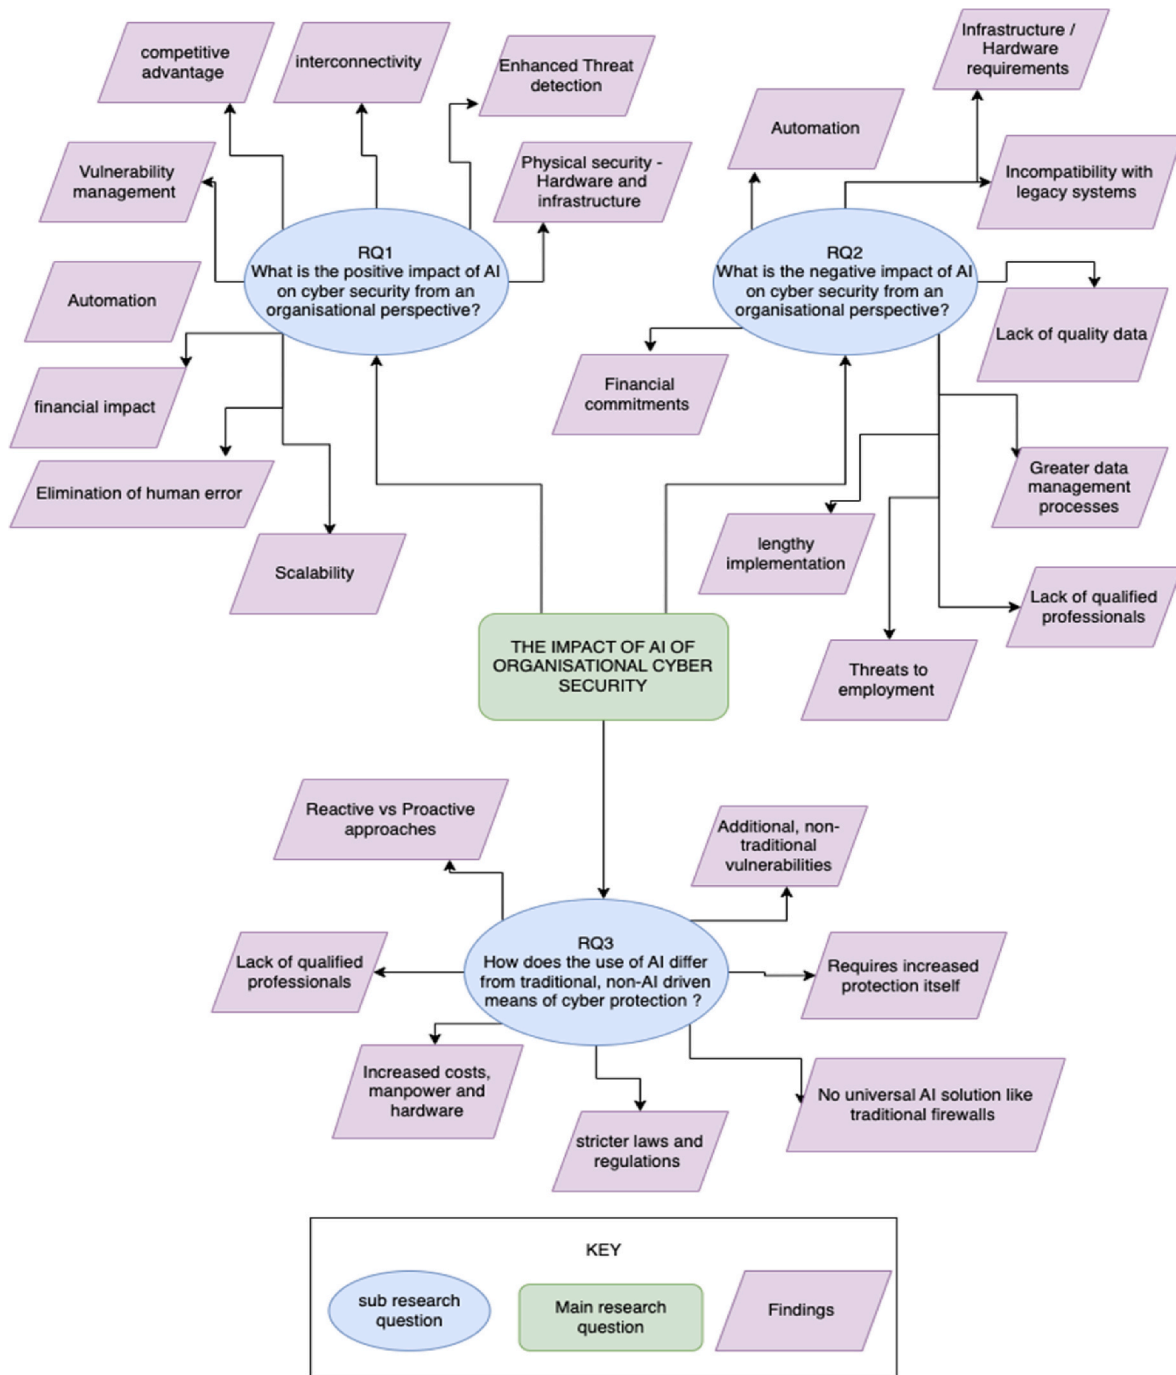 competitive
advantage
interconnectivity
Enhanced Threat
detection
Infrastructure /
Hardware
requirements
Automation
Vulnerability
management
Physical security -
Hardware and
infrastructure
Incompatibility with
legacy systems
RQ1
What is the positive impact of AI
on cyber security from an
organisational perspective?
RQ2
What is the negative impact of AI
on cyber security from an
organisational perspective?
Automation
Lack of quality data
financial impact
Financial
commitments
Elimination of human error
Greater data
management
processes
Scalability
lengthy
implementation
Lack of qualified
professionals
THE IMPACT OF AI OF
ORGANISATIONAL CYBER
SECURITY
Threats to
employment
Reactive vs Proactive
approaches
Additional, non-
traditional
vulnerabilities
RQ3
How does the use of AI differ
from traditional, non-AI driven
means of cyber protection ?
Lack of qualified
professionals
Requires increased
protection itself
Increased costs,
manpower and
hardware
No universal AI solution like
traditional firewalls
stricter laws and
regulations
KEY
sub research
question
Main research
question
Findings